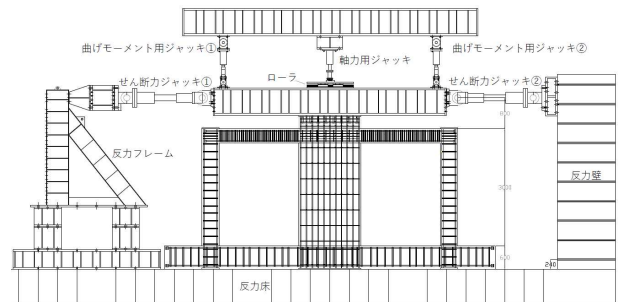 曲げモーメント用ジャッキ①
軸力用ジャッキ
曲げモーメント用ジャッキ②
せん断力ジャッキ①
ローラ
せん断力ジャッキ②
反力フレーム
反力壁
反力床
240